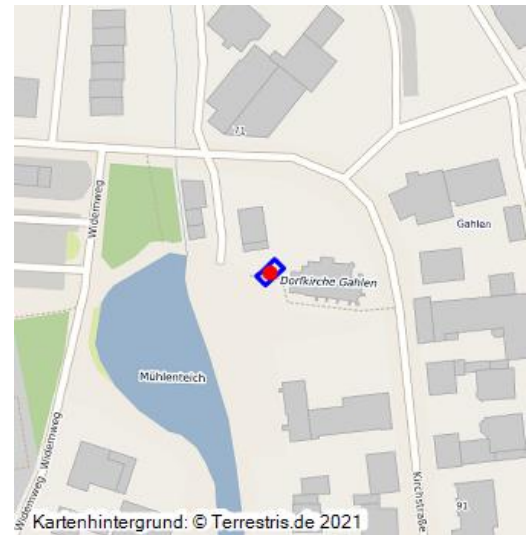 71
Widemweg
Gahlen
Dorfkirche Gahlen
Mühlenteich
Widemweg
Widemweg
Kirchstraße
91
Kartenhintergrund: © Terrestris.de 2021